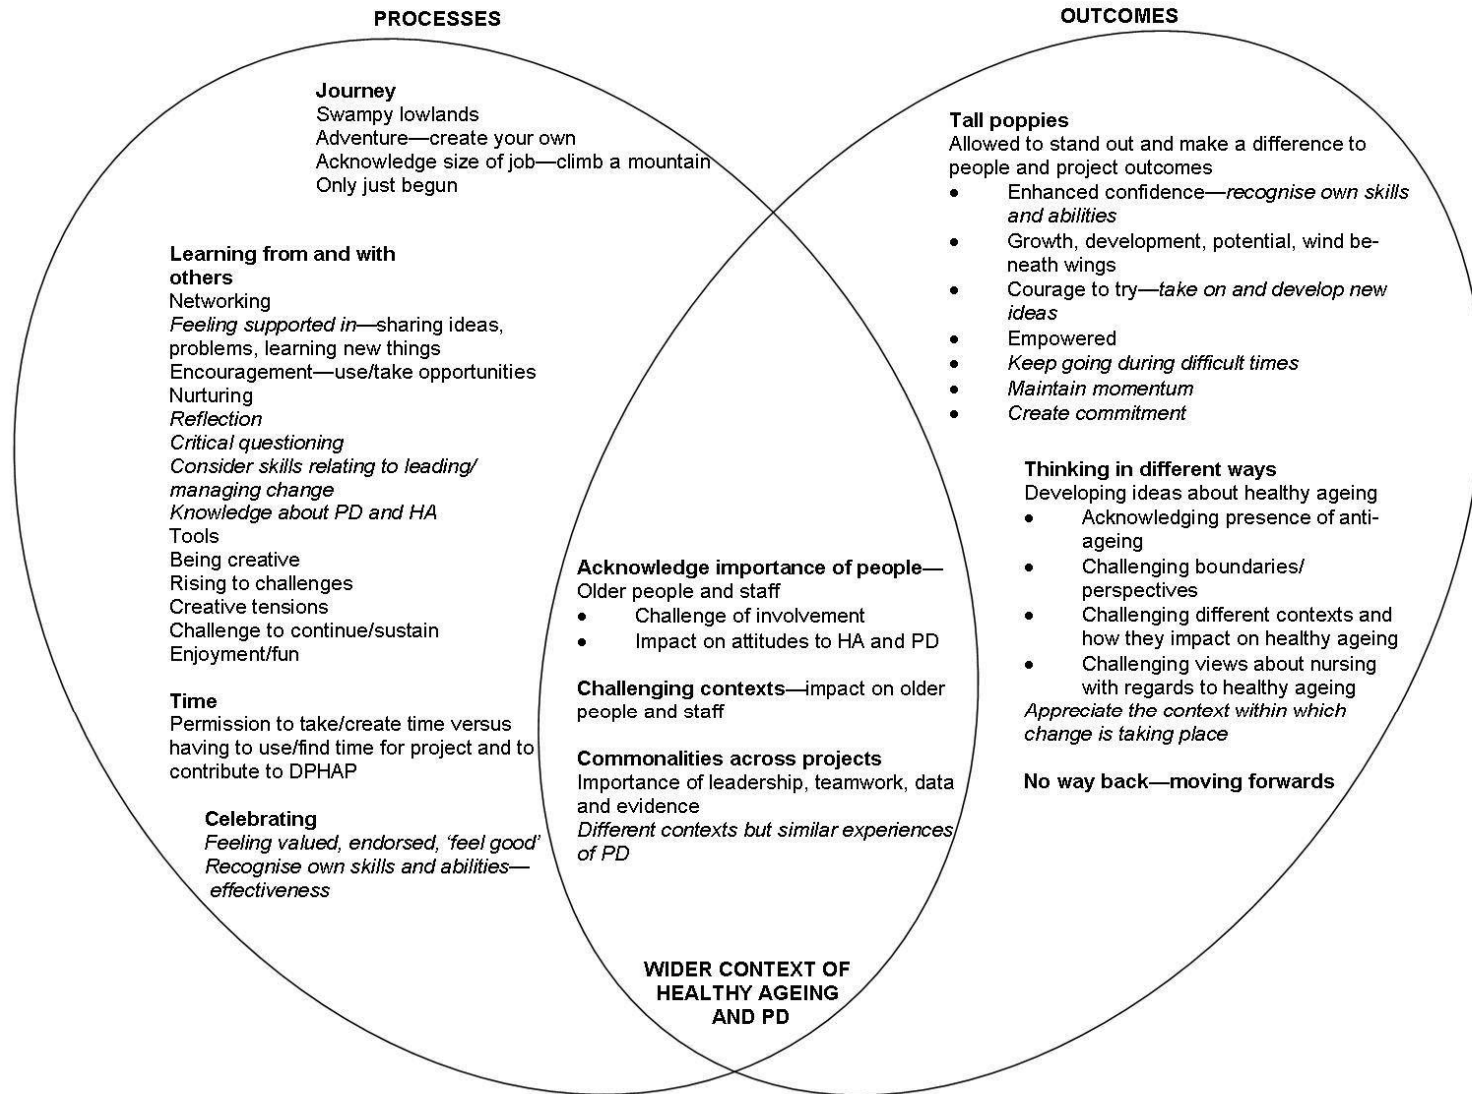 PROCESSES
Journey
Swampy lowlands
Adventure—create your own
Acknowledge size of job—climb a mountain
Only just begun
Learning from and with
others
Networking
Feeling supported in—sharing ideas,
problems, learning new things
Encouragement—use/take opportunities
Nurturing
Reflection
Critical questioning
Consider skills relating to leading/
managing change
Knowledge about PD and HA
Tools
Being creative
Rising to challenges
Creative tensions
Challenge to continue/sustain
Enjoyment/fun
Time
Permission to take/create time versus
having to use/find time for project and to
contribute to DPHAP
Celebrating
Feeling valued, endorsed, ‘feel good’
Recognise own skills and abilities—
effectiveness
Acknowledge importance of people—
Older people and staff
• Challenge of involvement
• Impact on attitudes to HA and PD
Challenging contexts—impact on older
people and staff
Commonalities across projects
Importance of leadership, teamwork, data
and evidence
Different contexts but similar experiences
of PD
WIDER CONTEXT OF
HEALTHY AGEING
AND PD
OUTCOMES
Tall poppies
Allowed to stand out and make a difference to
people and project outcomes
• Enhanced confidence—recognise own skills
and abilities
• Growth, development, potential, wind be-
neath wings
• Courage to try—take on and develop new
ideas
• Empowered
• Keep going during difficult times
• Maintain momentum
• Create commitment
Thinking in different ways
Developing ideas about healthy ageing
• Acknowledging presence of anti-
ageing
• Challenging boundaries/
perspectives
• Challenging different contexts and
how they impact on healthy ageing
• Challenging views about nursing
with regards to healthy ageing
Appreciate the context within which
change is taking place
No way back—moving forwards